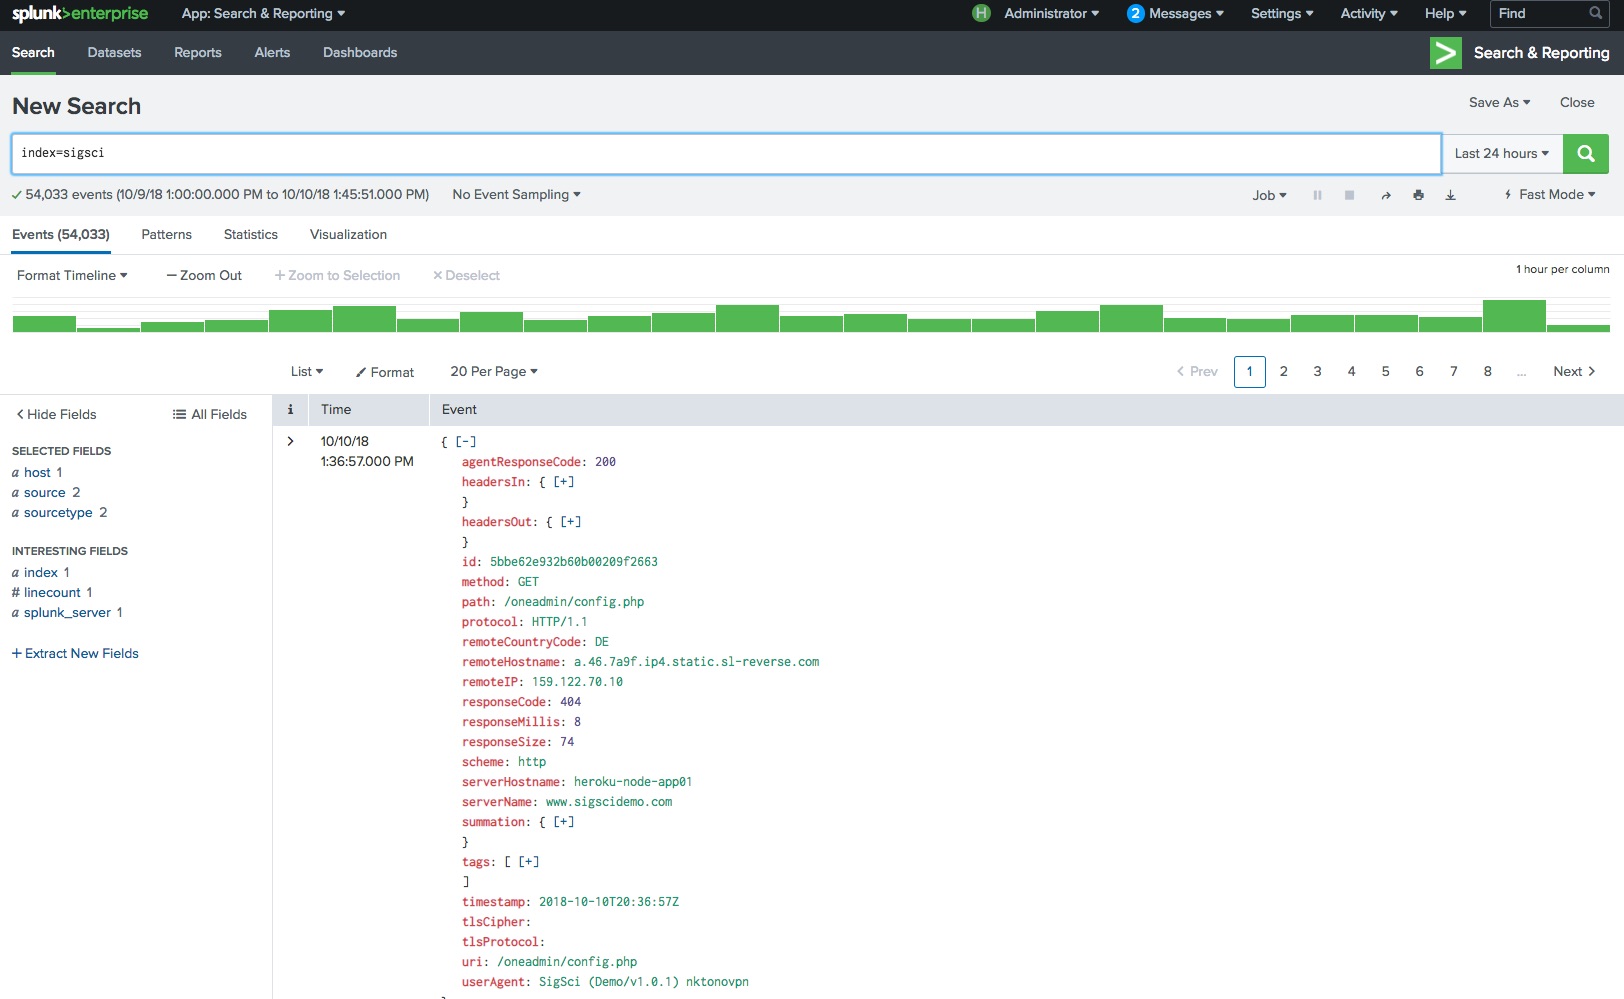 splunk>enterprise App: Search & Reporting H Administrator 2 Messages Settings Activity Help Find
Search Datasets Reports Alerts Dashboards > Search & Reporting
New Search Save As Close
index=sigsci Last 24 hours
54,033 events (10/9/18 1:00:00.000 PM to 10/10/18 1:45:51.000 PM) No Event Sampling Job Fast Mode
Events (54,033) Patterns Statistics Visualization
Format Timeline — Zoom Out + Zoom to Selection × Deselect 1 hour per column
List Format 20 Per Page < Prev 1 2 3 4 5 6 7 8 ... Next >
< Hide Fields All Fields i Time Event
SELECTED FIELDS
a host 1
a source 2
a sourcetype 2
INTERESTING FIELDS
a index 1
# linecount 1
a splunk_server 1
+ Extract New Fields
> 10/10/18
1:36:57.000 PM
{ [-]
agentResponseCode: 200
headersIn: { [+]
}
headersOut: { [+]
}
id: 5bbe62e932b60b00209f2663
method: GET
path: /oneadmin/config.php
protocol: HTTP/1.1
remoteCountryCode: DE
remoteHostname: a.46.7a9f.ip4.static.sl-reverse.com
remoteIP: 159.122.70.10
responseCode: 404
responseMillis: 8
responseSize: 74
scheme: http
serverHostname: heroku-node-app01
serverName: www.sigscidemo.com
summation: { [+]
}
tags: [ [+]
]
timestamp: 2018-10-10T20:36:57Z
tlsCipher:
tlsProtocol:
uri: /oneadmin/config.php
userAgent: SigSci (Demo/v1.0.1) nktonovpn